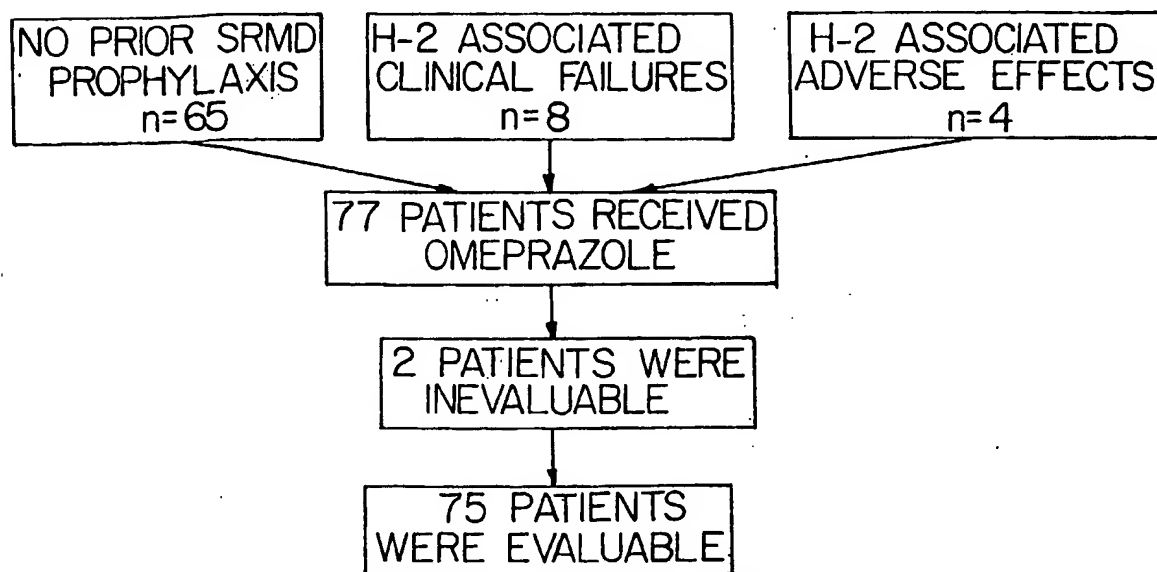 NO PRIOR SRMD
PROPHYLAXIS
n=65
H-2 ASSOCIATED
CLINICAL FAILURES
n=8
H-2 ASSOCIATED
ADVERSE EFFECTS
n=4
77 PATIENTS RECEIVED
OMEPRAZOLE
2 PATIENTS WERE
INEVALUABLE
75 PATIENTS
WERE EVALUABLE